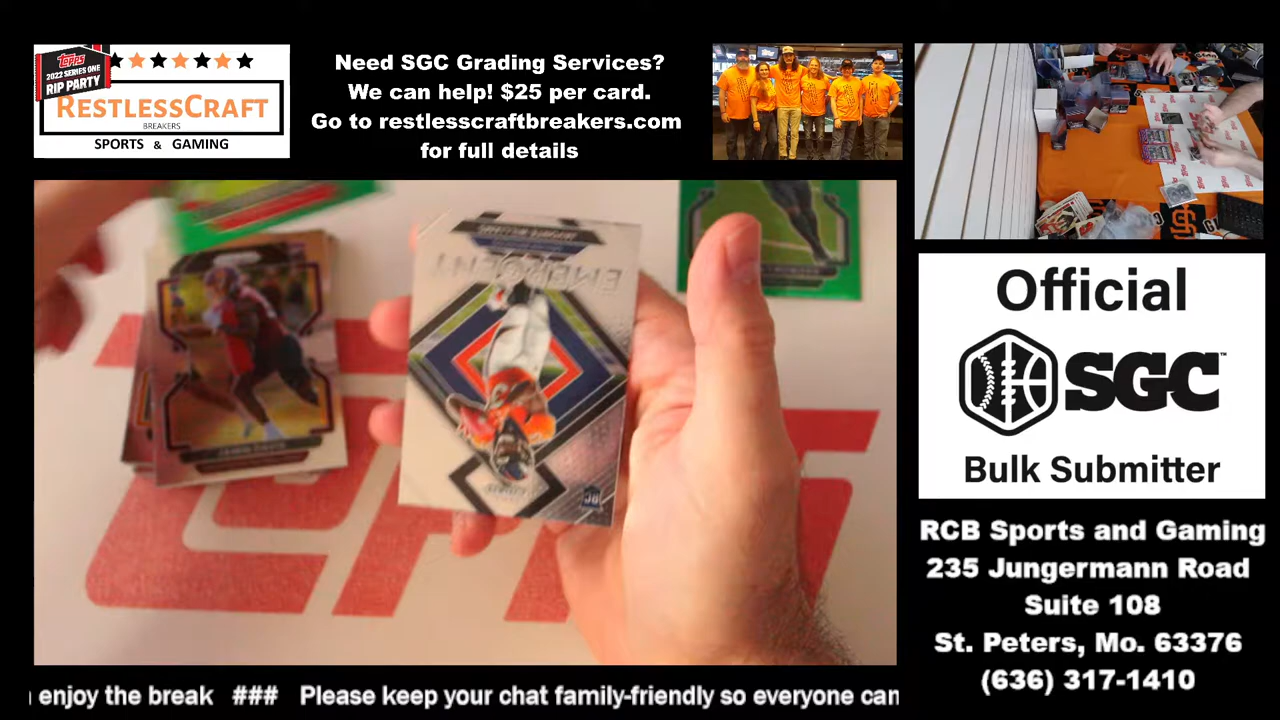 TOPPS
2022 SERIES ONE
RIP PARTY
RESTLESSCRAFT
BREAKERS
SPORTS & GAMING
Need SGC Grading Services?
We can help! $25 per card.
Go to restlesscraftbreakers.com
for full details
EMERGENT
RC
Official
SGC™
Bulk Submitter
RCB Sports and Gaming
235 Jungermann Road
Suite 108
St. Peters, Mo. 63376
(636) 317-1410
enjoy the break ### Please keep your chat family-friendly so everyone can